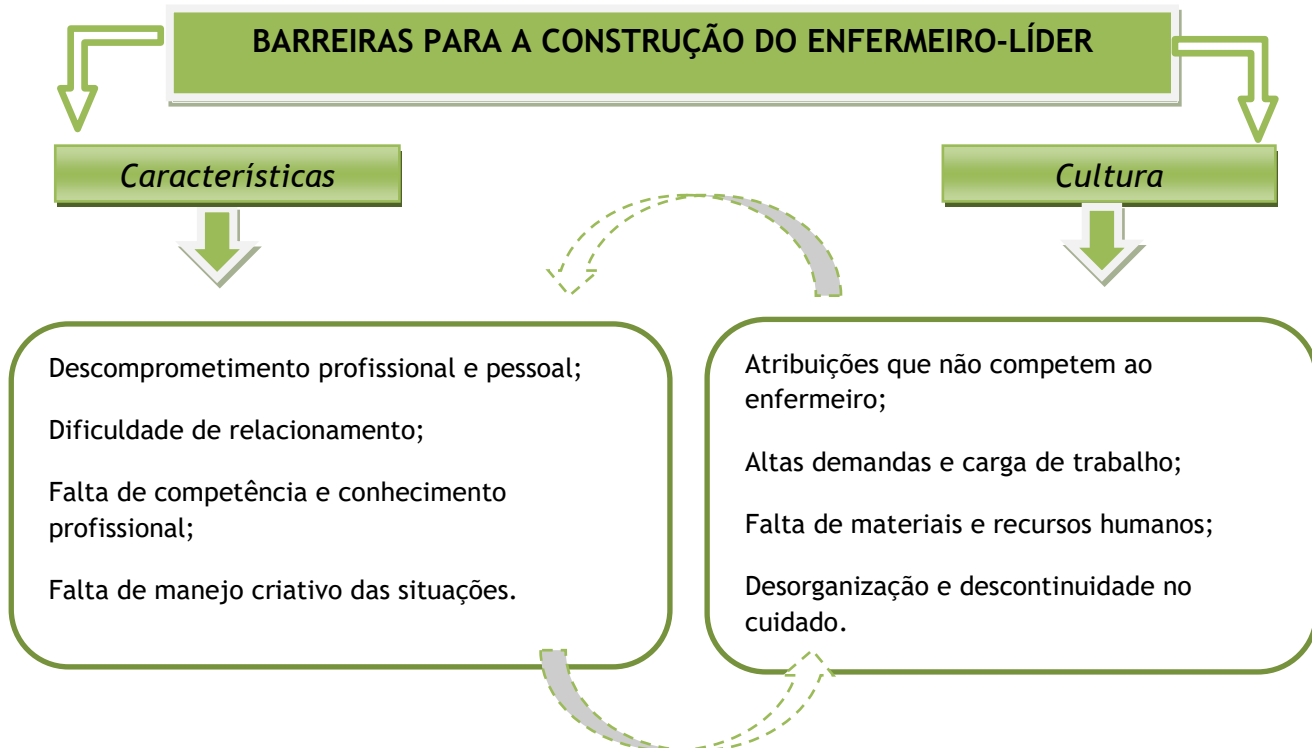 BARREIRAS PARA A CONSTRUÇÃO DO ENFERMEIRO-LÍDER
Características
Cultura
Descomprometimento profissional e pessoal;
Dificuldade de relacionamento;
Falta de competência e conhecimento
profissional;
Falta de manejo criativo das situações.
Atribuições que não competem ao
enfermeiro;
Altas demandas e carga de trabalho;
Falta de materiais e recursos humanos;
Desorganização e descontinuidade no
cuidado.